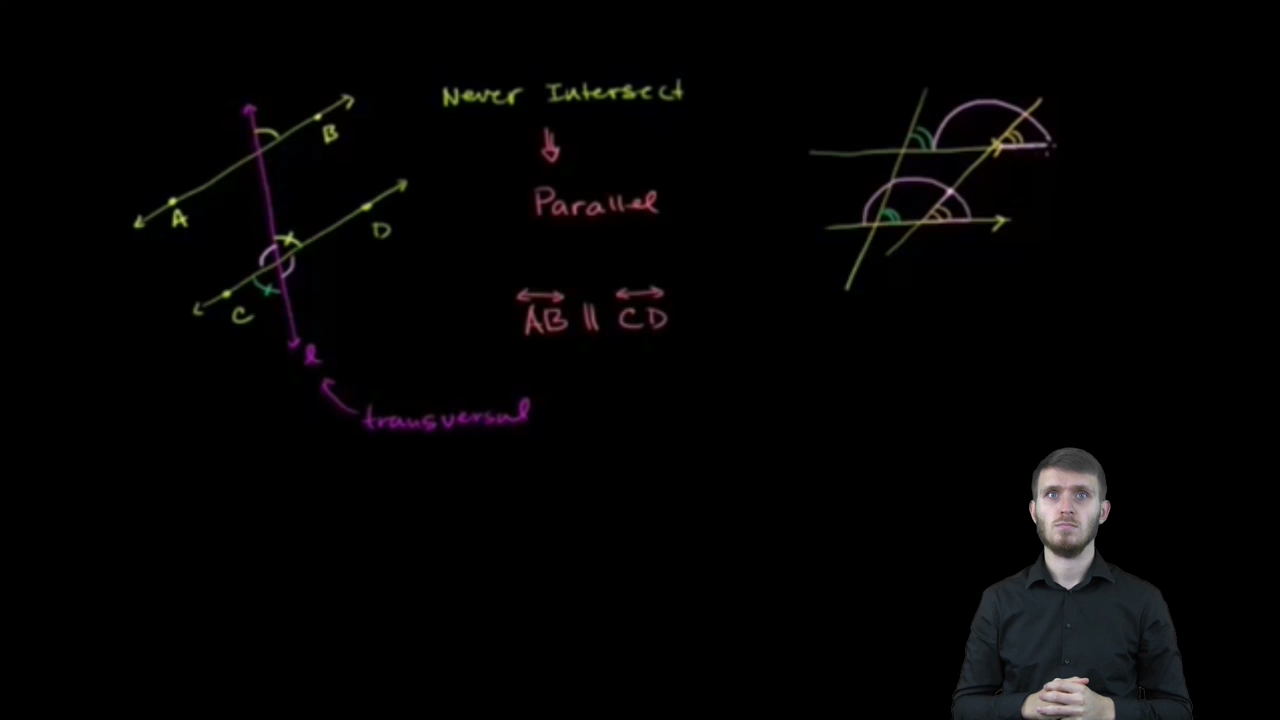 Never Intersect
⇓
Parallel
B
A
D
C
x
x
AB ∥ CD
l
transversal